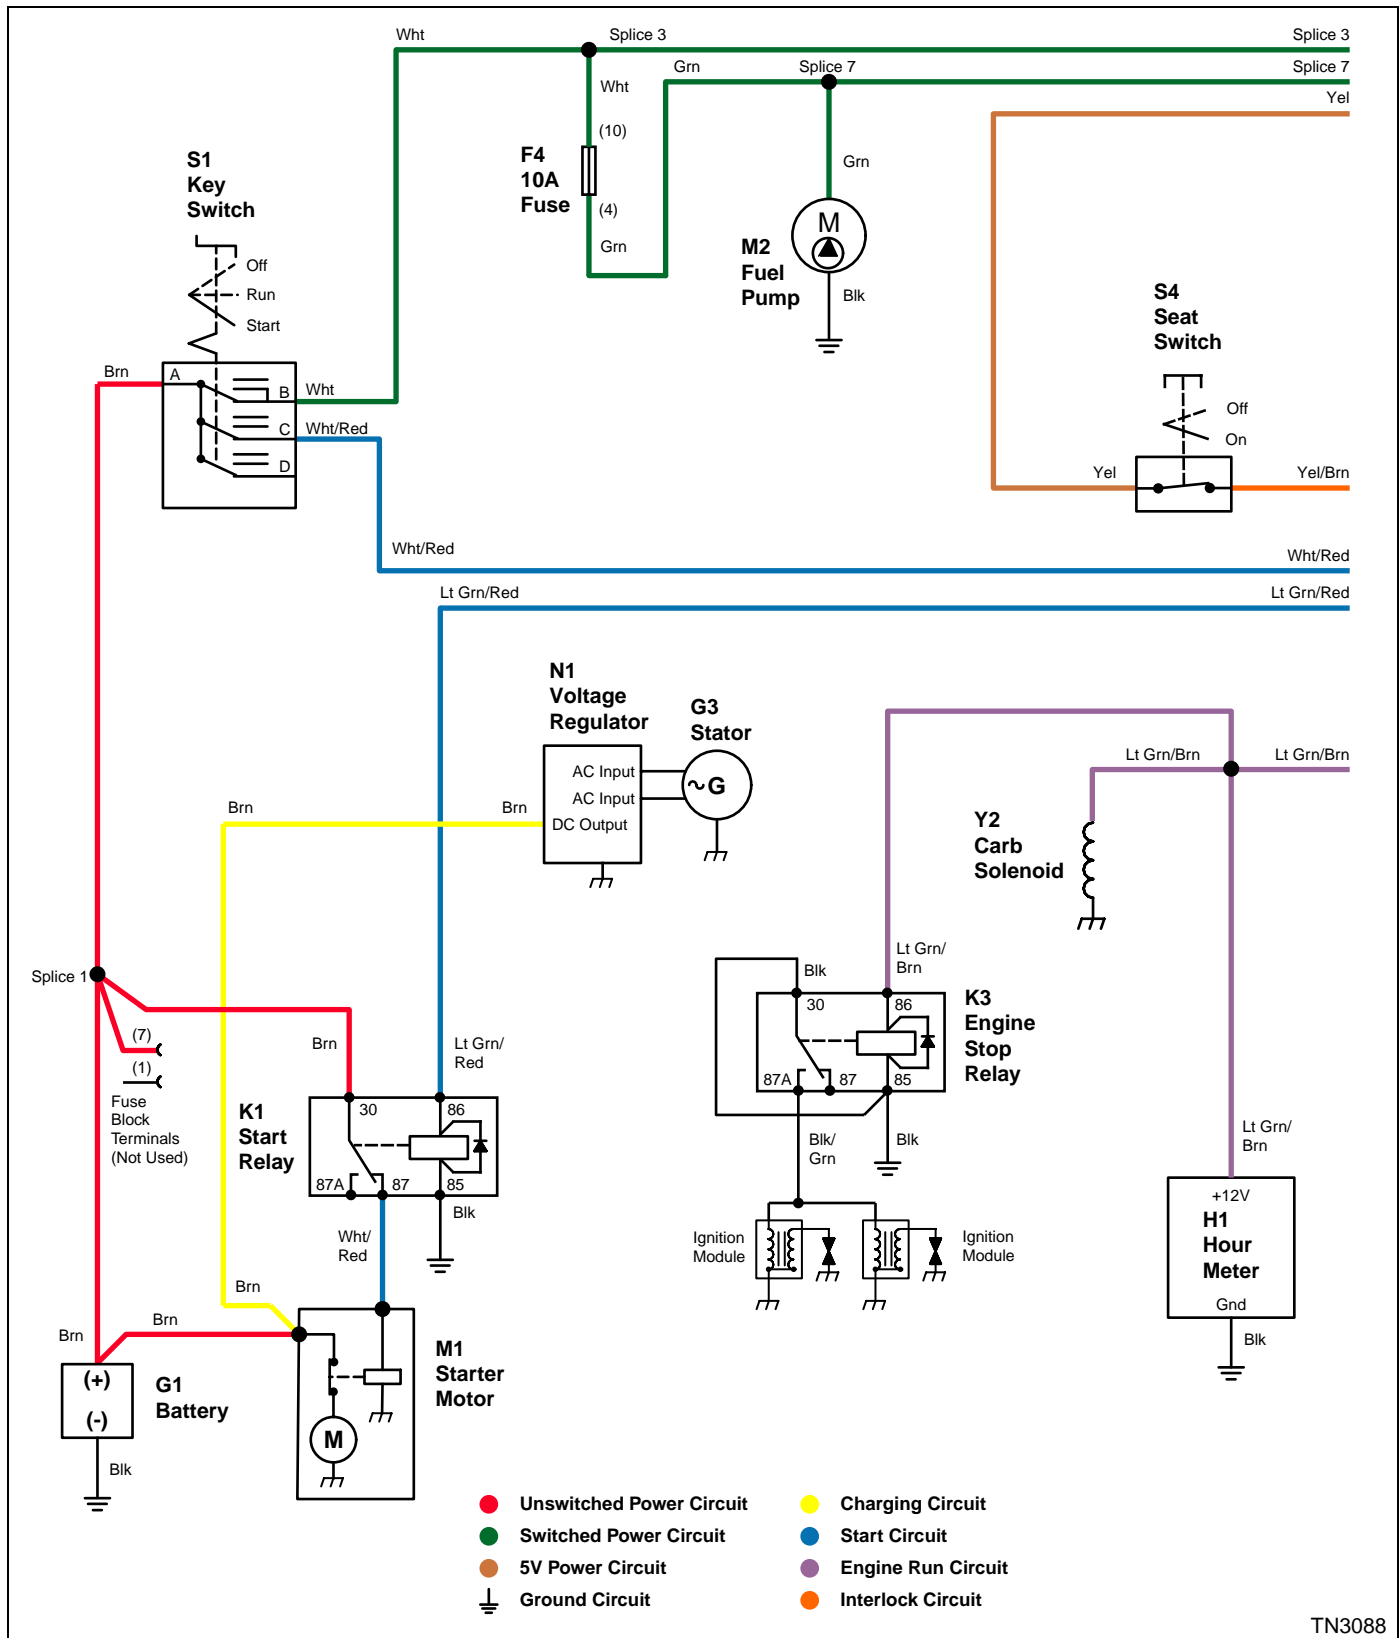 Wht
Splice 3
Splice 3
Grn
Splice 7
Splice 7
Wht
Yel
(10)
S1
Key
Switch
F4
10A
Fuse
Grn
(4)
Grn
M
M2
Fuel
Pump
Off
Run
Start
Blk
S4
Seat
Switch
Brn
A
B
Wht
C
Wht/Red
D
Off
On
Yel
Yel/Brn
Wht/Red
Wht/Red
Lt Grn/Red
Lt Grn/Red
N1
Voltage
Regulator
G3
Stator
AC Input
AC Input
DC Output
G
Brn
Brn
Lt Grn/Brn
Lt Grn/Brn
Y2
Carb
Solenoid
Splice 1
Blk
Lt Grn/
Brn
30
86
87A
87
85
K3
Engine
Stop
Relay
(7)
(1)
Fuse
Block
Terminals
(Not Used)
Brn
Lt Grn/
Red
K1
Start
Relay
30
86
87A
87
85
Blk/
Grn
Blk
Lt Grn/
Brn
Wht/
Red
Blk
Ignition
Module
Ignition
Module
+12V
H1
Hour
Meter
Gnd
Blk
Brn
Brn
Brn
(+)
(-)
G1
Battery
Blk
M
M1
Starter
Motor
Unswitched Power Circuit
Switched Power Circuit
5V Power Circuit
Ground Circuit
Charging Circuit
Start Circuit
Engine Run Circuit
Interlock Circuit
TN3088